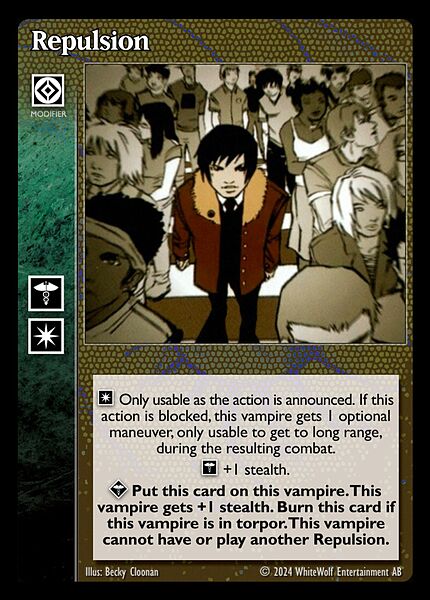 Repulsion
MODIFIER
Only usable as the action is announced. If this
action is blocked, this vampire gets 1 optional
maneuver, only usable to get to long range,
during the resulting combat.
+1 stealth.
Put this card on this vampire. This
vampire gets +1 stealth. Burn this card if
this vampire is in torpor. This vampire
cannot have or play another Repulsion.
Illus: Becky Cloonan
© 2024 WhiteWolf Entertainment AB